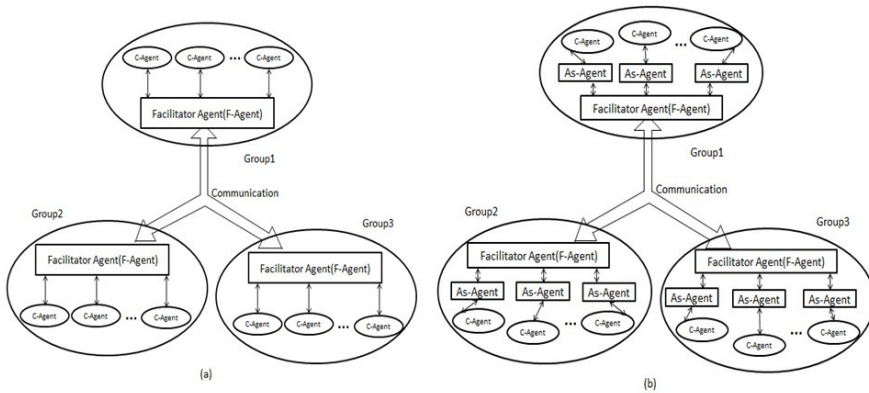 C-Agent C-Agent ... C-Agent
Facilitator Agent(F-Agent)
Group1
Communication
Group2
Group3
Facilitator Agent(F-Agent)
C-Agent C-Agent ... C-Agent
Facilitator Agent(F-Agent)
C-Agent C-Agent ... C-Agent
(a)
C-Agent C-Agent ... C-Agent
As-Agent As-Agent As-Agent
Facilitator Agent(F-Agent)
Group1
Communication
Group2
Group3
Facilitator Agent(F-Agent)
As-Agent As-Agent As-Agent
C-Agent C-Agent ... C-Agent
Facilitator Agent(F-Agent)
As-Agent As-Agent As-Agent
C-Agent C-Agent ... C-Agent
(b)